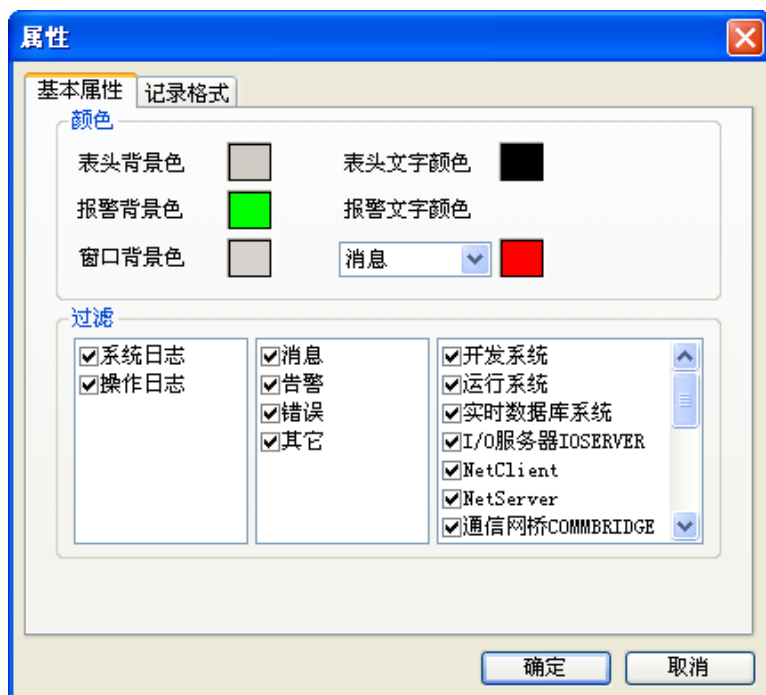 属性
基本属性 记录格式
颜色
表头背景色 表头文字颜色
报警背景色 报警文字颜色
窗口背景色 消息
过滤
系统日志 消息 开发系统
操作日志 告警 运行系统
错误 实时数据库系统
其它 I/O服务器IOSERVER
NetClient
NetServer
通信网桥COMMBRIDGE
确定 取消